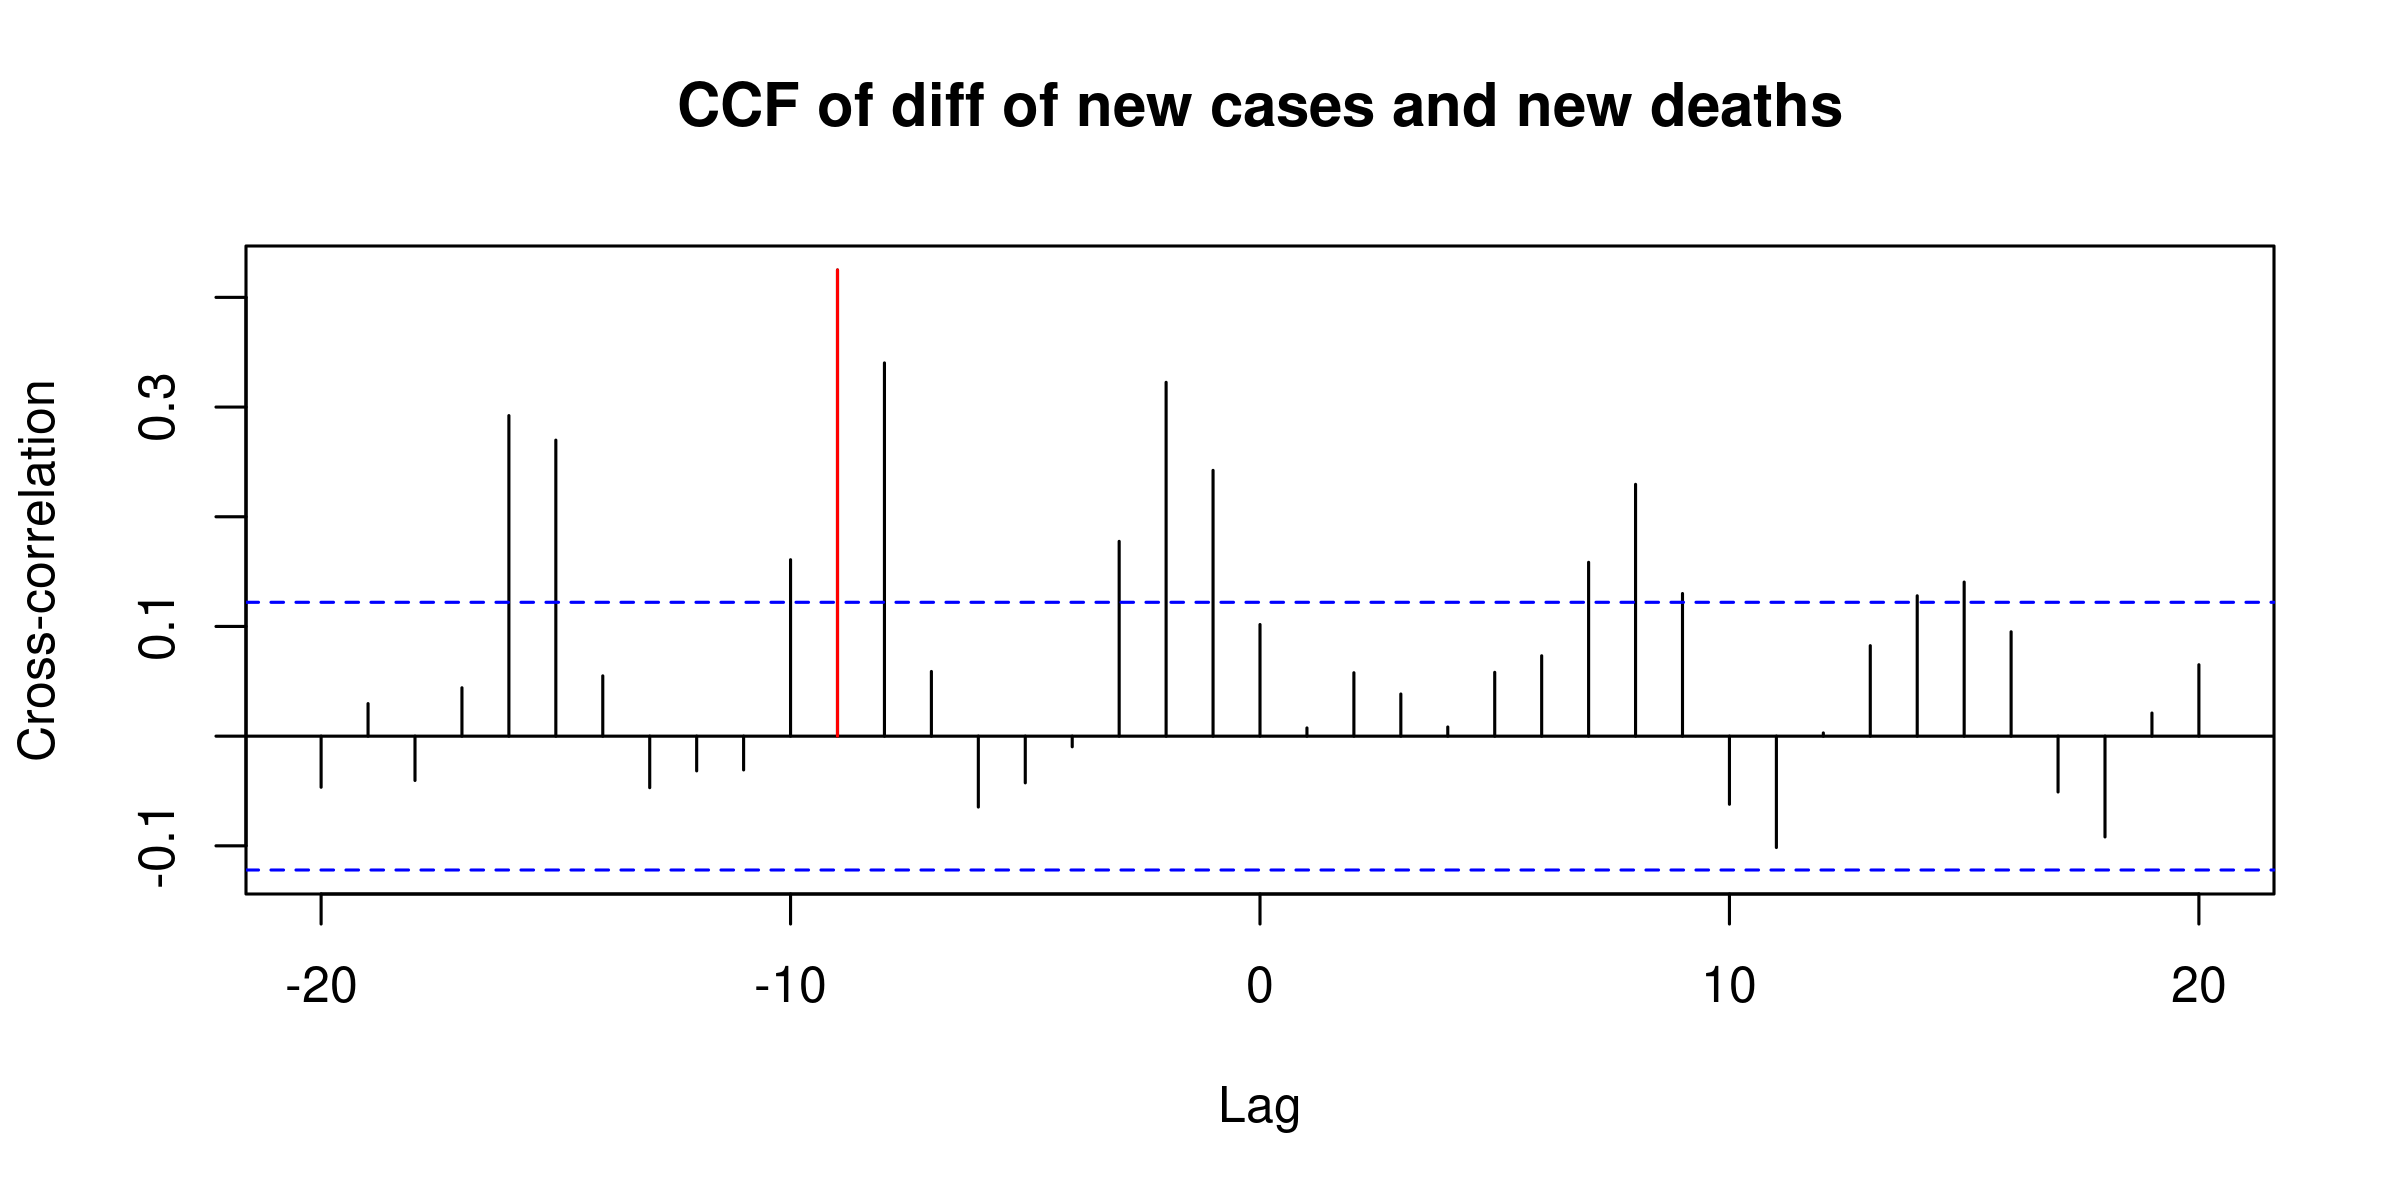 CCF of diff of new cases and new deaths
Cross-correlation
0.3
0.1
-0.1
-20 -10 0 10 20
Lag